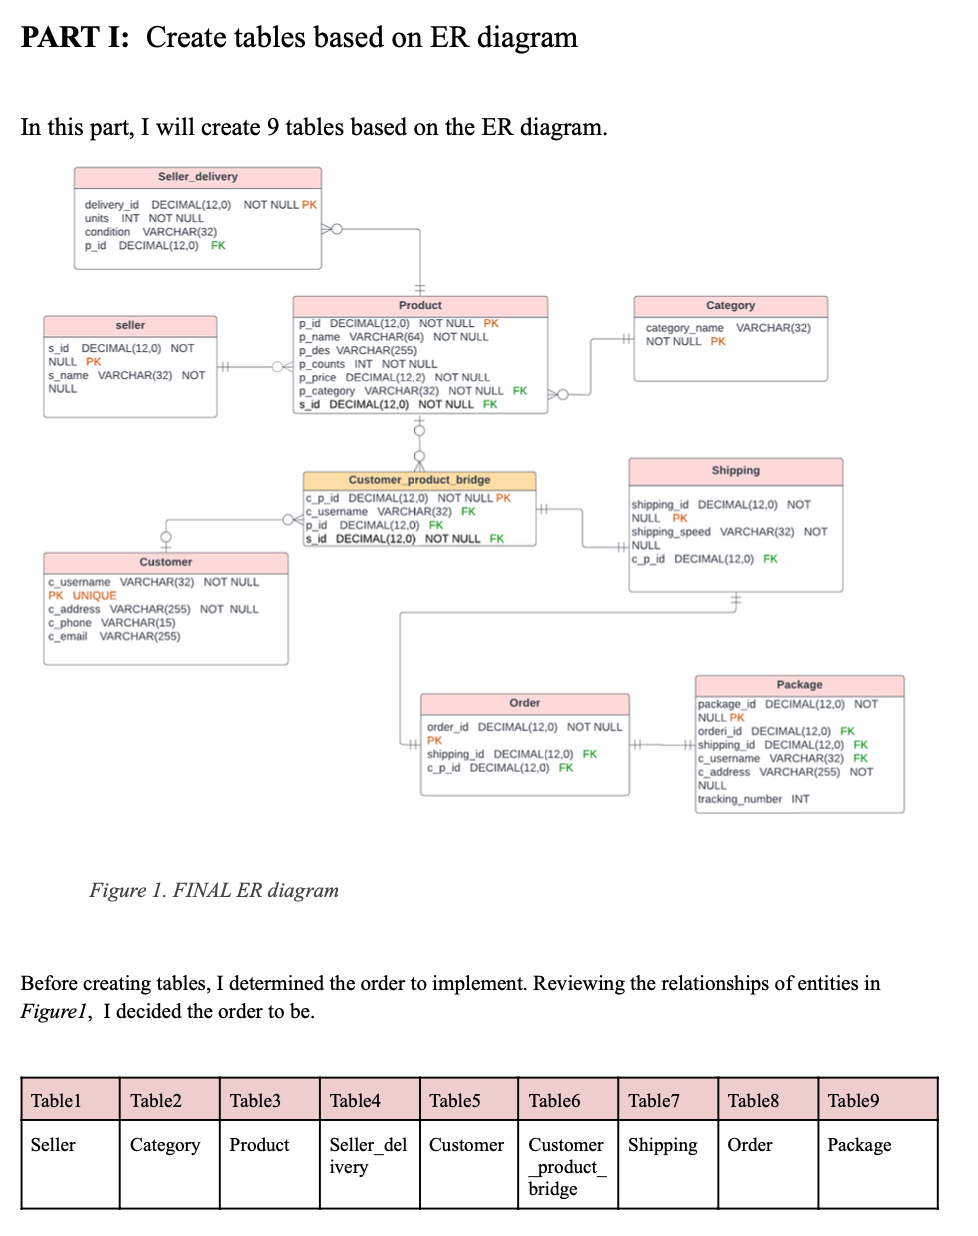 PART I: Create tables based on ER diagram
In this part, I will create 9 tables based on the ER diagram.
Seller_delivery
delivery_id DECIMAL(12,0) NOT NULL PK
units INT NOT NULL
condition VARCHAR(32)
p_id DECIMAL(12,0) FK
seller
s_id DECIMAL(12,0) NOT
NULL PK
s_name VARCHAR(32) NOT
NULL
Product
p_id DECIMAL(12,0) NOT NULL PK
p_name VARCHAR(64) NOT NULL
p_des VARCHAR(255)
p_counts INT NOT NULL
p_price DECIMAL(12,2) NOT NULL
p_category VARCHAR(32) NOT NULL FK
s_id DECIMAL(12,0) NOT NULL FK
Category
category_name VARCHAR(32)
NOT NULL PK
Customer_product_bridge
c_p_id DECIMAL(12,0) NOT NULL PK
c_username VARCHAR(32) FK
p_id DECIMAL(12,0) FK
s_id DECIMAL(12,0) NOT NULL FK
Shipping
shipping_id DECIMAL(12,0) NOT
NULL PK
shipping_speed VARCHAR(32) NOT
NULL
c_p_id DECIMAL(12,0) FK
Customer
c_username VARCHAR(32) NOT NULL
PK UNIQUE
c_address VARCHAR(255) NOT NULL
c_phone VARCHAR(15)
c_email VARCHAR(255)
Order
order_id DECIMAL(12,0) NOT NULL
PK
shipping_id DECIMAL(12,0) FK
c_p_id DECIMAL(12,0) FK
Package
package_id DECIMAL(12,0) NOT
NULL PK
orderi_id DECIMAL(12,0) FK
shipping_id DECIMAL(12,0) FK
c_username VARCHAR(32) FK
c_address VARCHAR(255) NOT
NULL
tracking_number INT
Figure 1. FINAL ER diagram
Before creating tables, I determined the order to implement. Reviewing the relationships of entities in
Figure1, I decided the order to be.
Table1 Table2 Table3 Table4 Table5 Table6 Table7 Table8 Table9
Seller Category Product Seller_del Customer Customer Shipping Order Package
ivery _product_
bridge